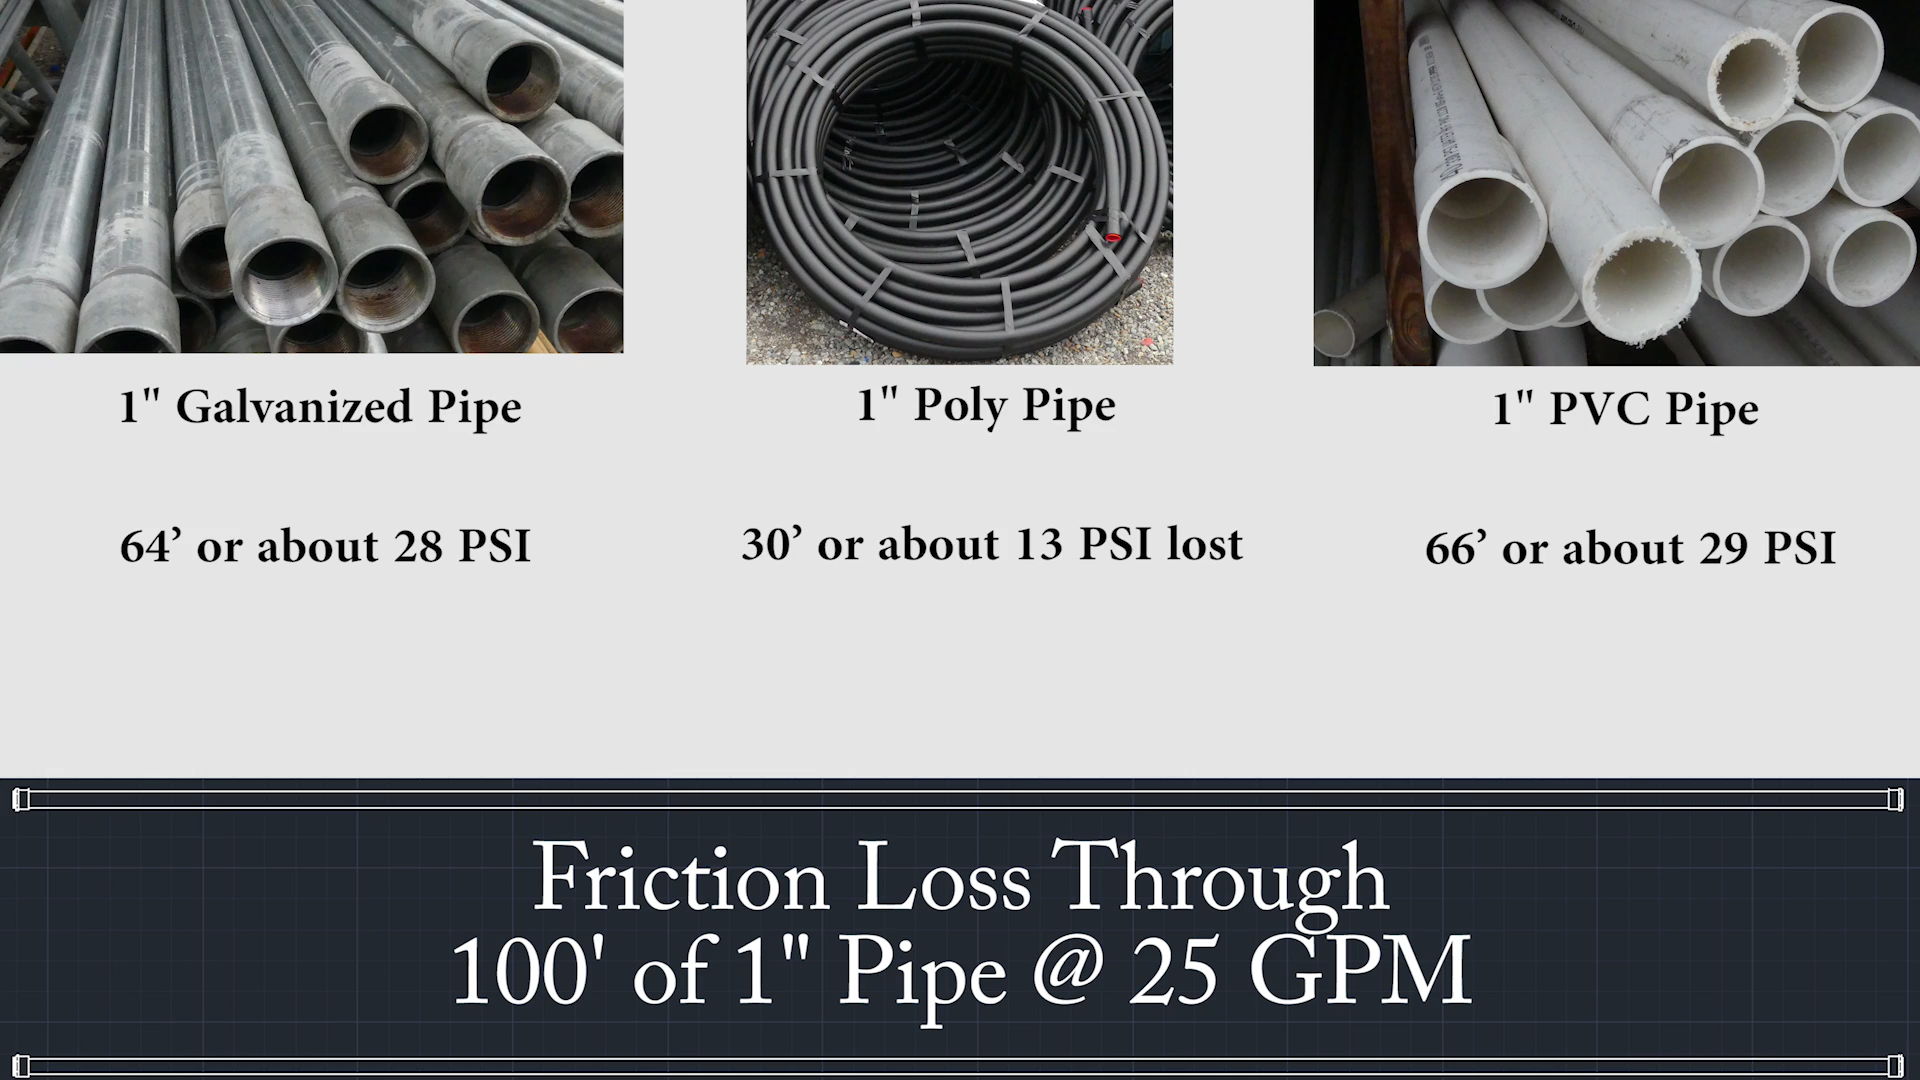 1" Galvanized Pipe
1" Poly Pipe
1" PVC Pipe
64’ or about 28 PSI
30’ or about 13 PSI lost
66’ or about 29 PSI
Friction Loss Through
100' of 1" Pipe @ 25 GPM